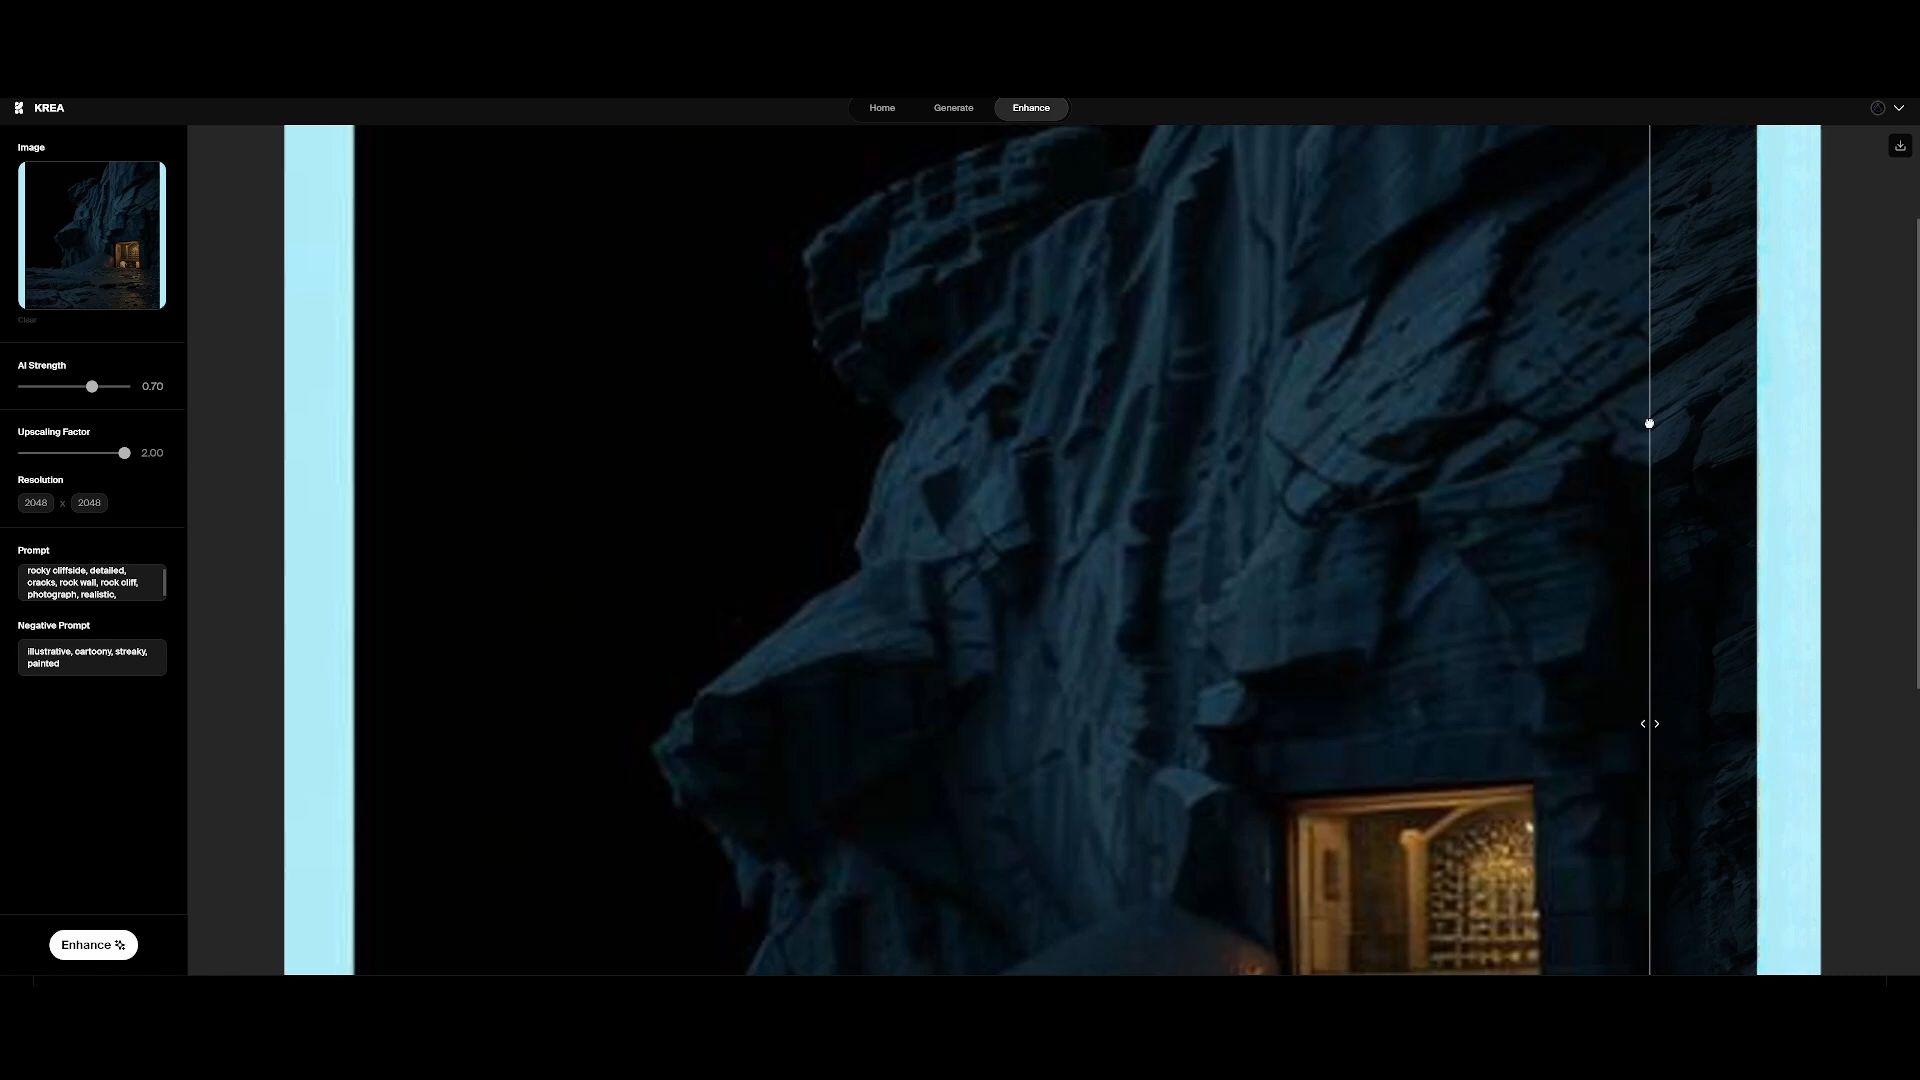 KREA
Home
Generate
Enhance
Image
Clear
AI Strength
0.70
Upscaling Factor
2.00
Resolution
2048 x 2048
Prompt
rocky cliffside, detailed,
cracks, rock wall, rock cliff,
photograph, realistic,
Negative Prompt
illustrative, cartoony, streaky,
painted
Enhance